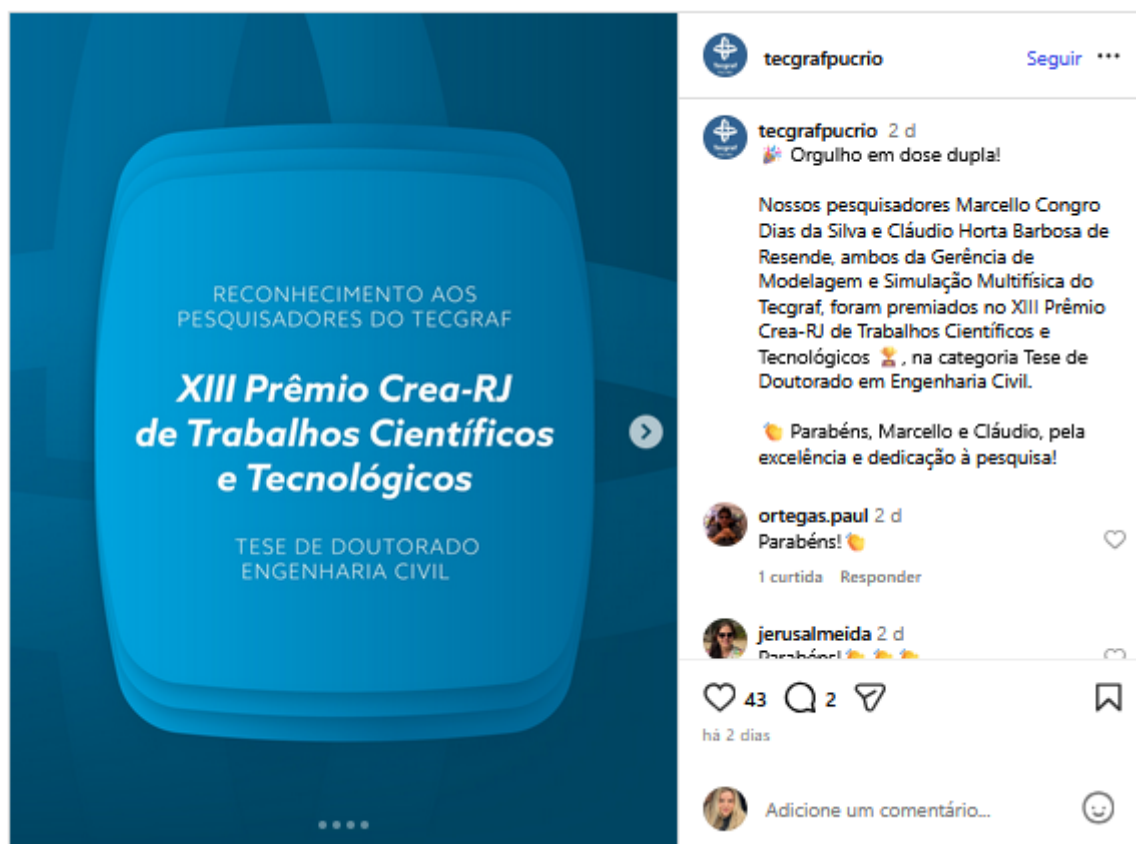 RECONHECIMENTO AOS
PESQUISADORES DO TECGRAF
XIII Prêmio Crea-RJ
de Trabalhos Científicos
e Tecnológicos
TESE DE DOUTORADO
ENGENHARIA CIVIL
tecgrafpucrio Seguir
tecgrafpucrio 2 d
🎉 Orgulho em dose dupla!
Nossos pesquisadores Marcello Congro
Dias da Silva e Cláudio Horta Barbosa de
Resende, ambos da Gerência de
Modelagem e Simulação Multifísica do
Tecgraf, foram premiados no XIII Prêmio
Crea-RJ de Trabalhos Científicos e
Tecnológicos 🏆, na categoria Tese de
Doutorado em Engenharia Civil.
👏 Parabéns, Marcello e Cláudio, pela
excelência e dedicação à pesquisa!
ortegas.paul 2 d
Parabéns! 👏
1 curtida Responder
jerusalmeida 2 d
Parabéns! 👏👏👏
43 2
há 2 dias
Adicione um comentário...